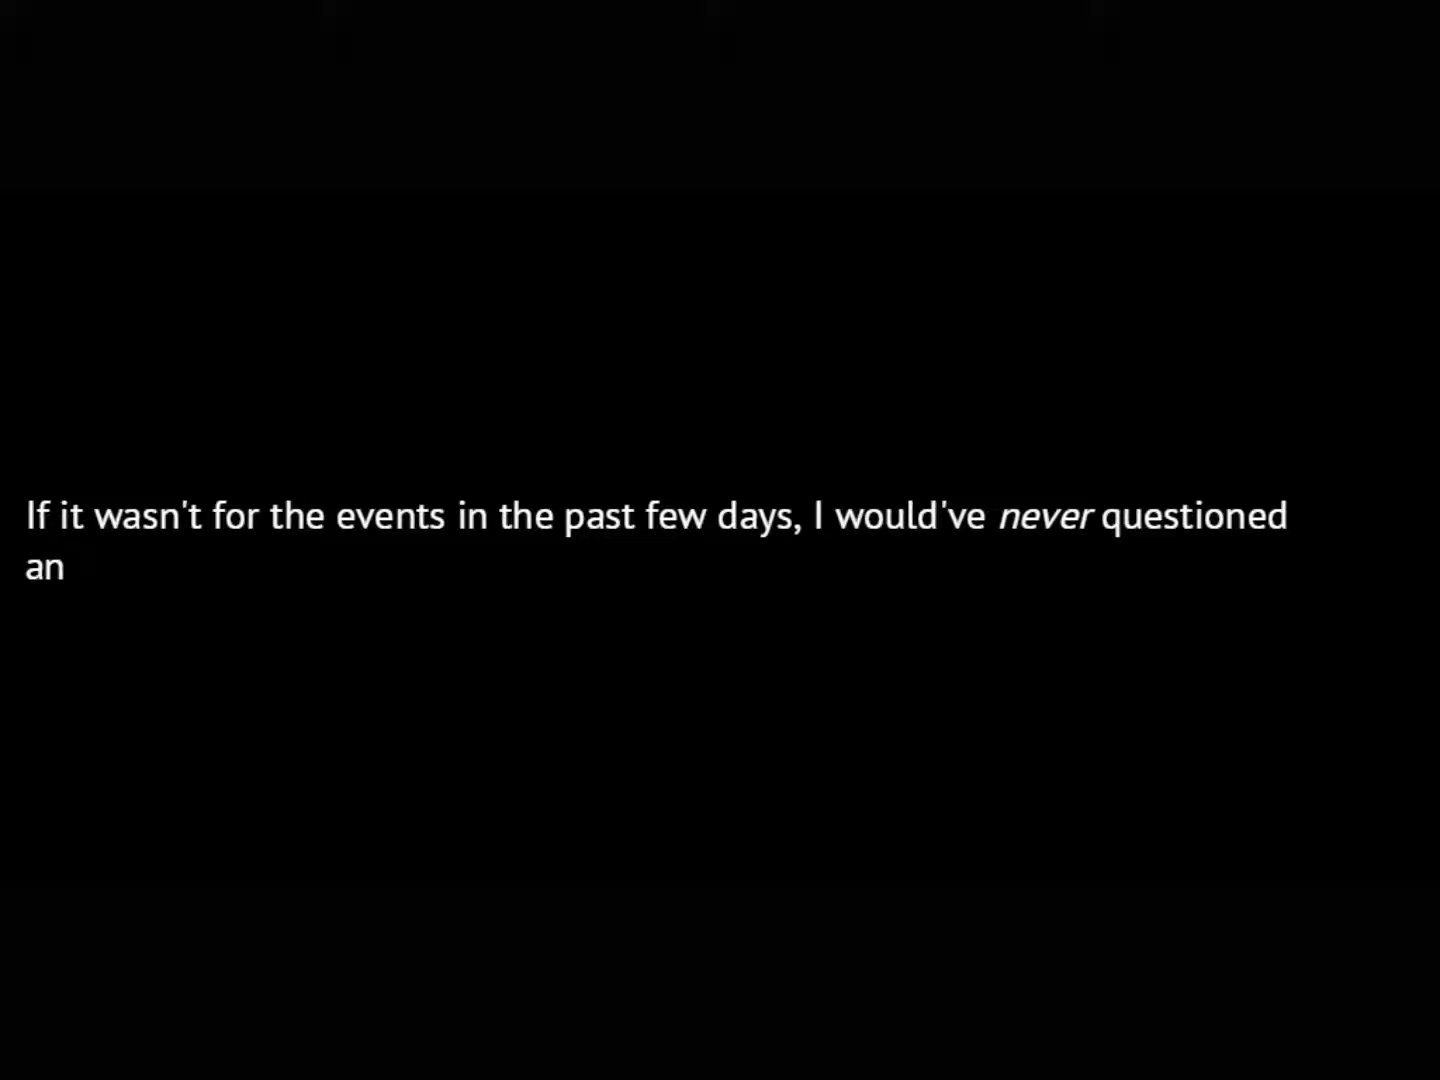 If it wasn't for the events in the past few days, I would've never questioned
an